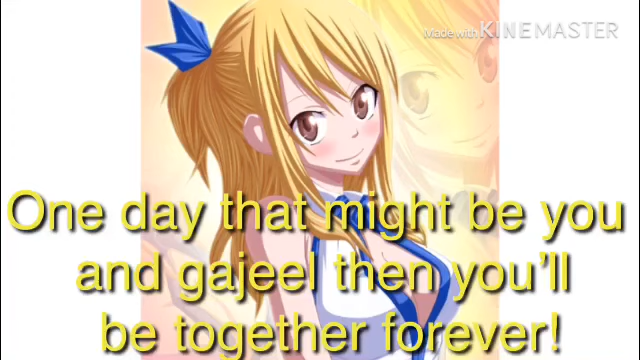 Made with KINEMASTER
One day that might be you
and gajeel then you'll
be together forever!